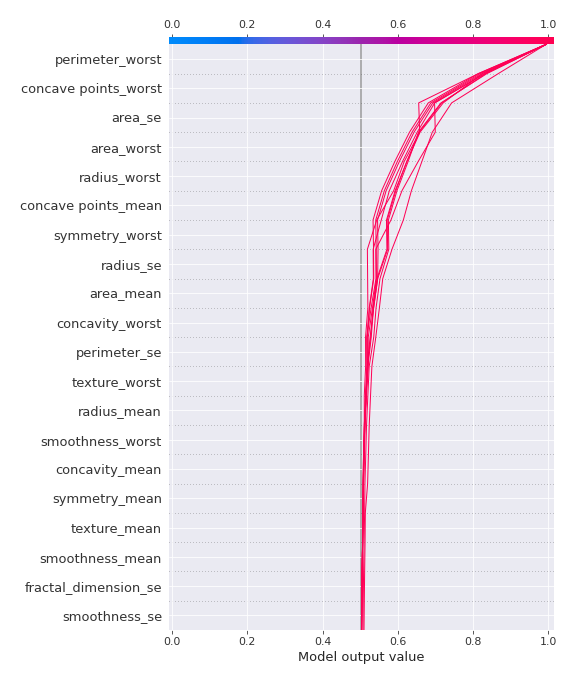 0.0 0.2 0.4 0.6 0.8 1.0
perimeter_worst
concave points_worst
area_se
area_worst
radius_worst
concave points_mean
symmetry_worst
radius_se
area_mean
concavity_worst
perimeter_se
texture_worst
radius_mean
smoothness_worst
concavity_mean
symmetry_mean
texture_mean
smoothness_mean
fractal_dimension_se
smoothness_se
0.0 0.2 0.4 0.6 0.8 1.0
Model output value